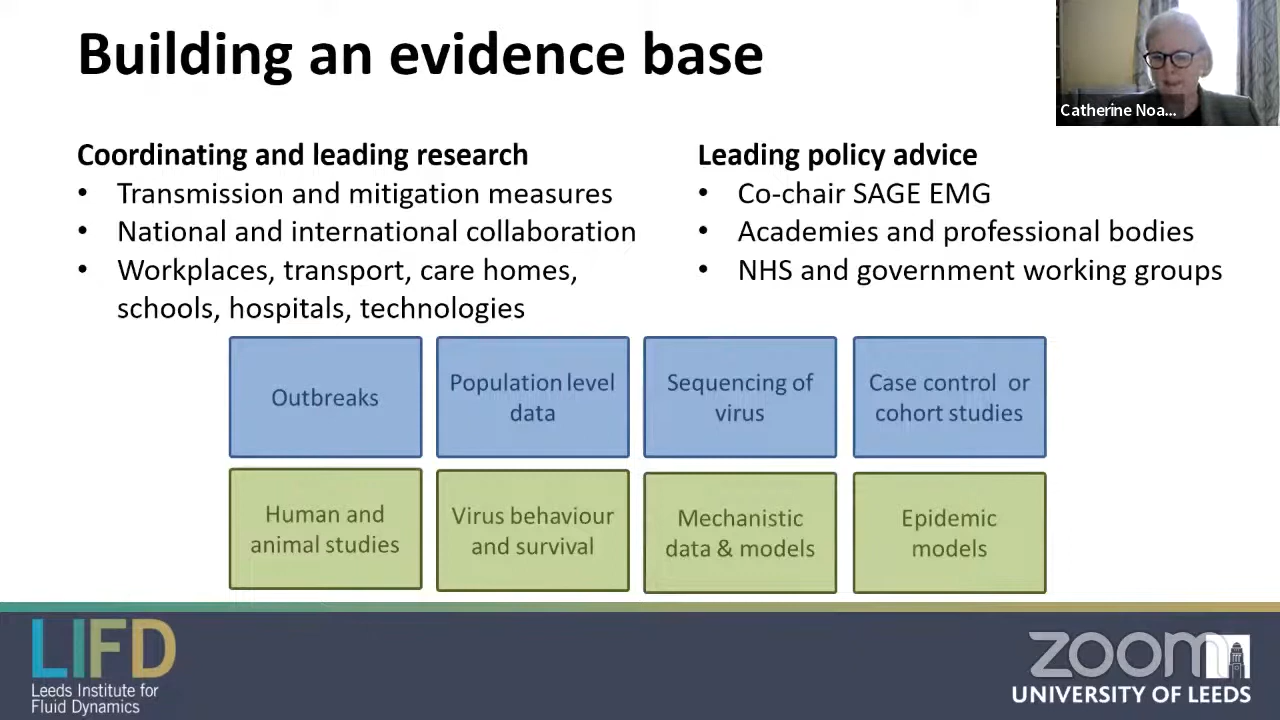 Building an evidence base
Catherine Noa...
Coordinating and leading research
• Transmission and mitigation measures
• National and international collaboration
• Workplaces, transport, care homes,
schools, hospitals, technologies
Leading policy advice
• Co-chair SAGE EMG
• Academies and professional bodies
• NHS and government working groups
Outbreaks
Population level
data
Sequencing of
virus
Case control or
cohort studies
Human and
animal studies
Virus behaviour
and survival
Mechanistic
data & models
Epidemic
models
LIFD
Leeds Institute for
Fluid Dynamics
zoom
UNIVERSITY OF LEEDS